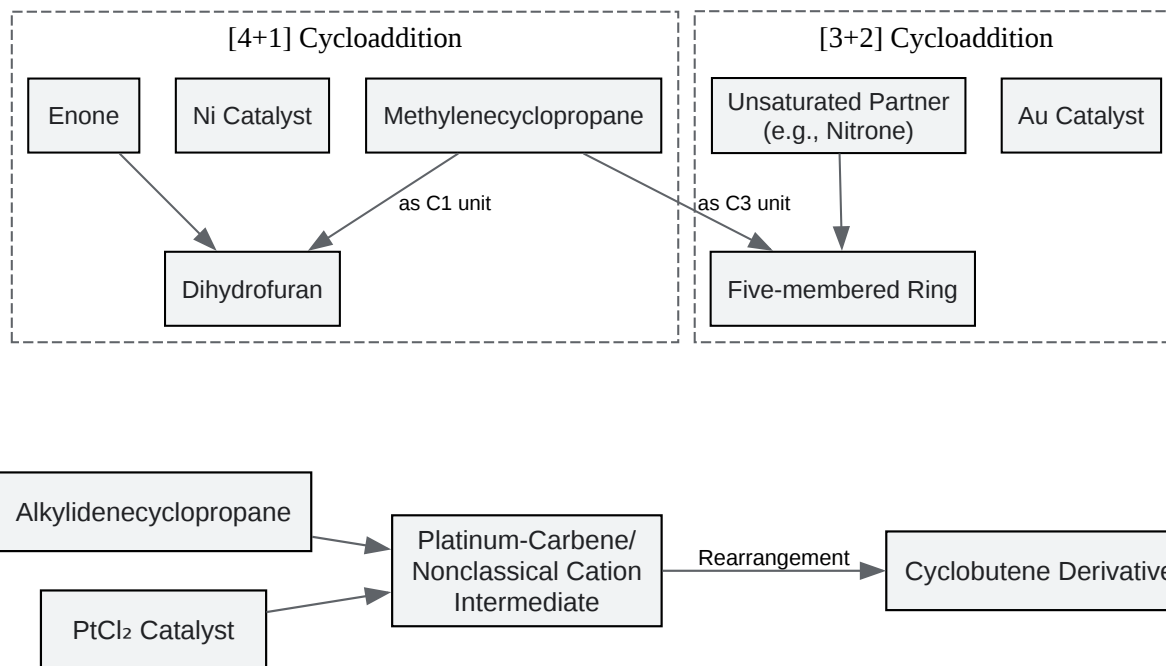 [4+1] Cycloaddition
[3+2] Cycloaddition
Enone
Ni Catalyst
Methylenecyclopropane
Unsaturated Partner
(e.g., Nitrone)
Au Catalyst
as C1 unit
as C3 unit
Dihydrofuran
Five-membered Ring
Alkylidenecyclopropane
Platinum-Carbene/
Nonclassical Cation
Intermediate
Rearrangement
Cyclobutene Derivative
PtCl₂ Catalyst